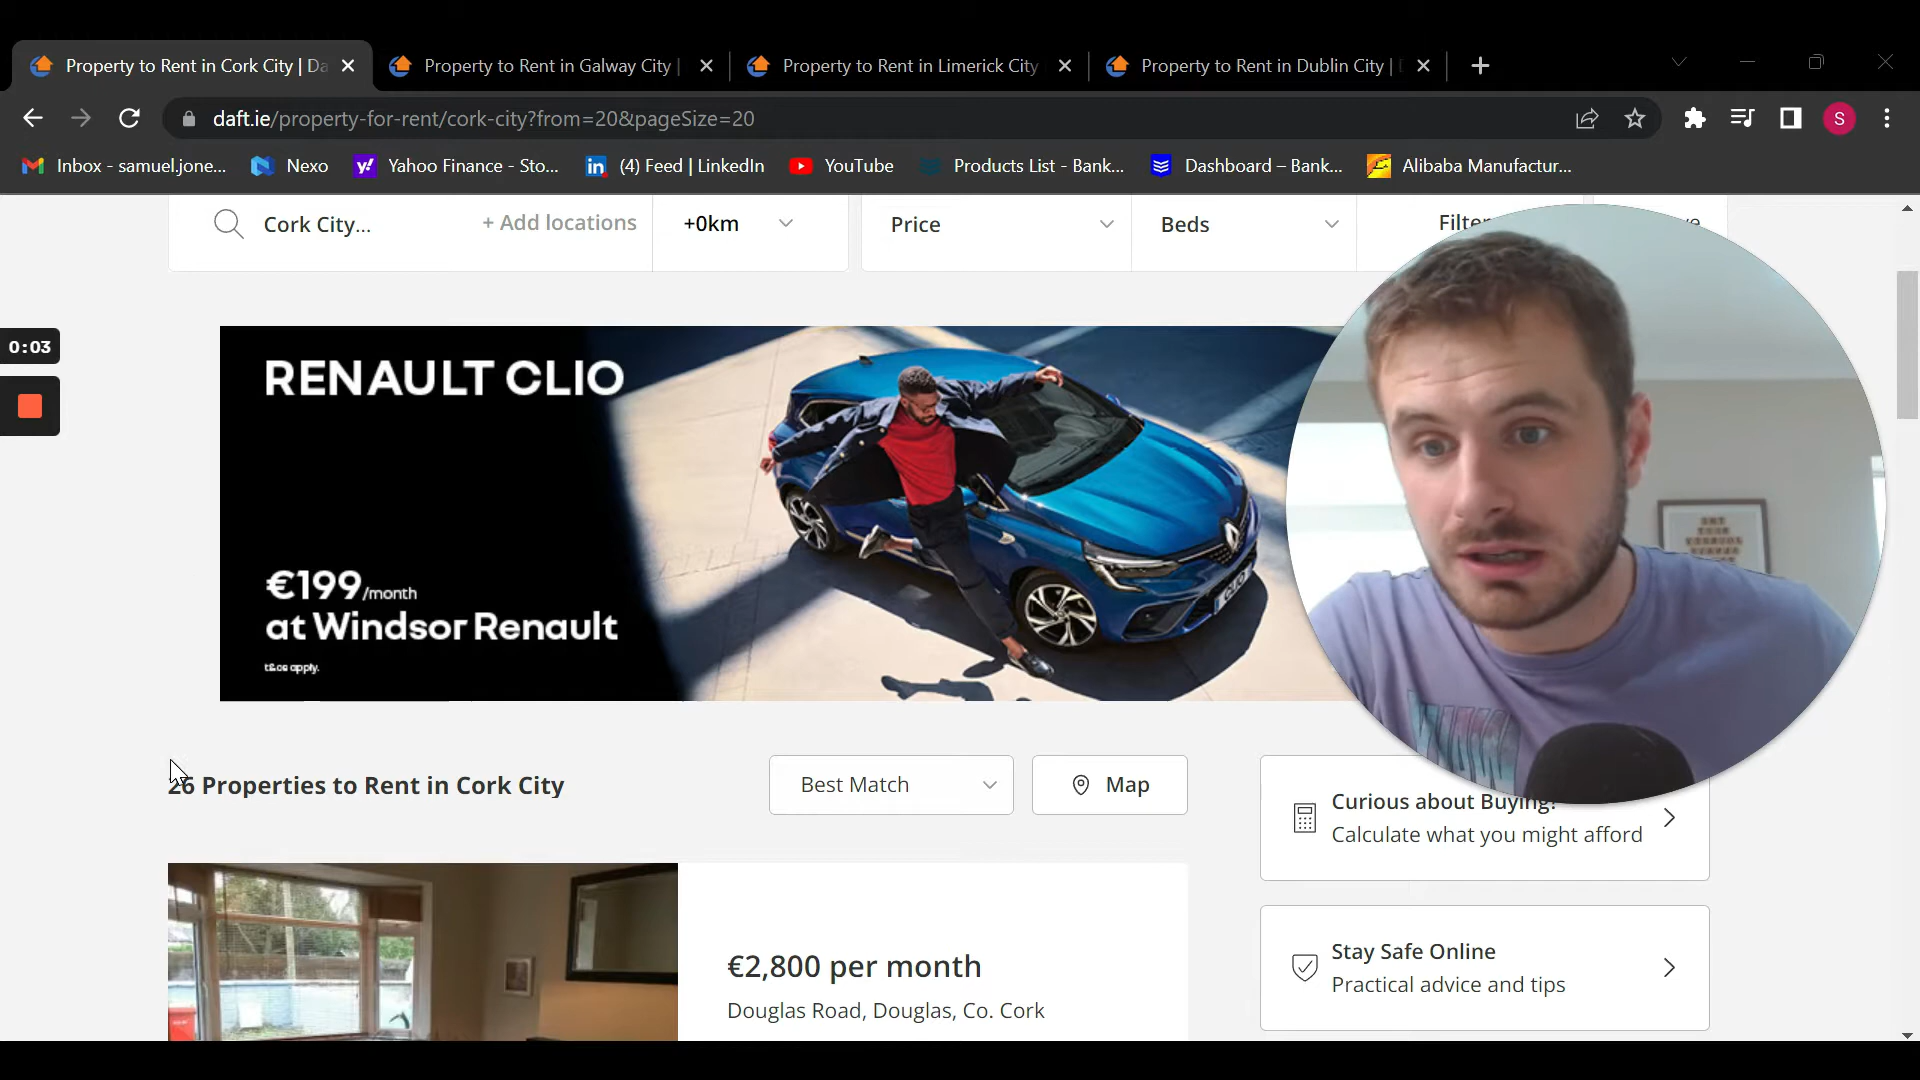 Property to Rent in Cork City | Da
Property to Rent in Galway City |
Property to Rent in Limerick City
Property to Rent in Dublin City | D
daft.ie/property-for-rent/cork-city?from=20&pageSize=20
S
Inbox - samuel.jone...
Nexo
Yahoo Finance - Sto...
(4) Feed | LinkedIn
YouTube
Products List - Bank...
Dashboard – Bank...
Alibaba Manufactur...
Cork City...
+ Add locations
+0km
Price
Beds
Filter
0:03
RENAULT CLIO
€199/month
at Windsor Renault
t&cs apply.
CLIO
26 Properties to Rent in Cork City
Best Match
Map
Curious about Buying?
Calculate what you might afford
€2,800 per month
Douglas Road, Douglas, Co. Cork
Stay Safe Online
Practical advice and tips